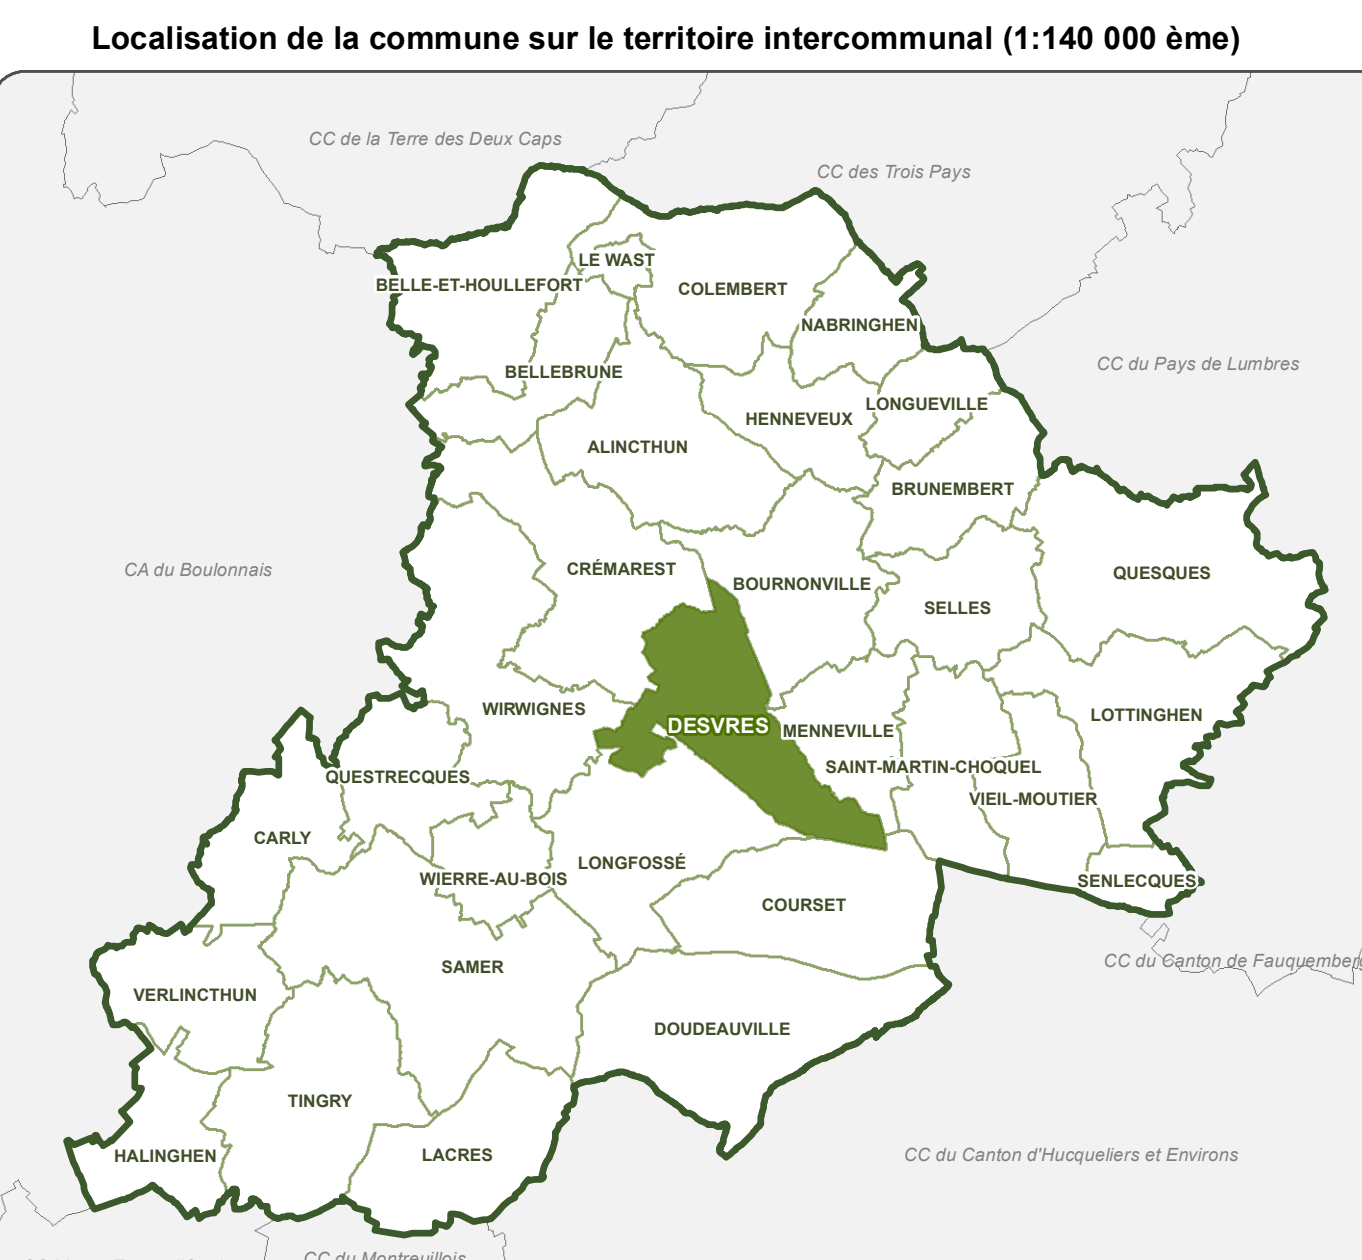 Localisation de la commune sur le territoire intercommunal (1:140 000 ème)
CC de la Terre des Deux Caps
CC des Trois Pays
LE WAST
BELLE-ET-HOULLEFORT
COLEMBERT
NABRINGHEN
CC du Pays de Lumbres
BELLEBRUNE
LONGUEVILLE
HENNEVEUX
ALINCTHUN
BRUNEMBERT
CA du Boulonnais
CRÉMAREST
QUESQUES
BOURNONVILLE
SELLES
WIRWIGNES
LOTTINGHEN
DESVRES
MENNEVILLE
SAINT-MARTIN-CHOQUEL
QUESTRECQUES
VIEIL-MOUTIER
CARLY
LONGFOSSÉ
WIERRE-AU-BOIS
SENLECQUES
COURSET
CC du Canton de Fauquember
SAMER
VERLINCTHUN
DOUDEAUVILLE
TINGRY
HALINGHEN
LACRES
CC du Canton d'Hucqueliers et Environs
CC du Montreuillois